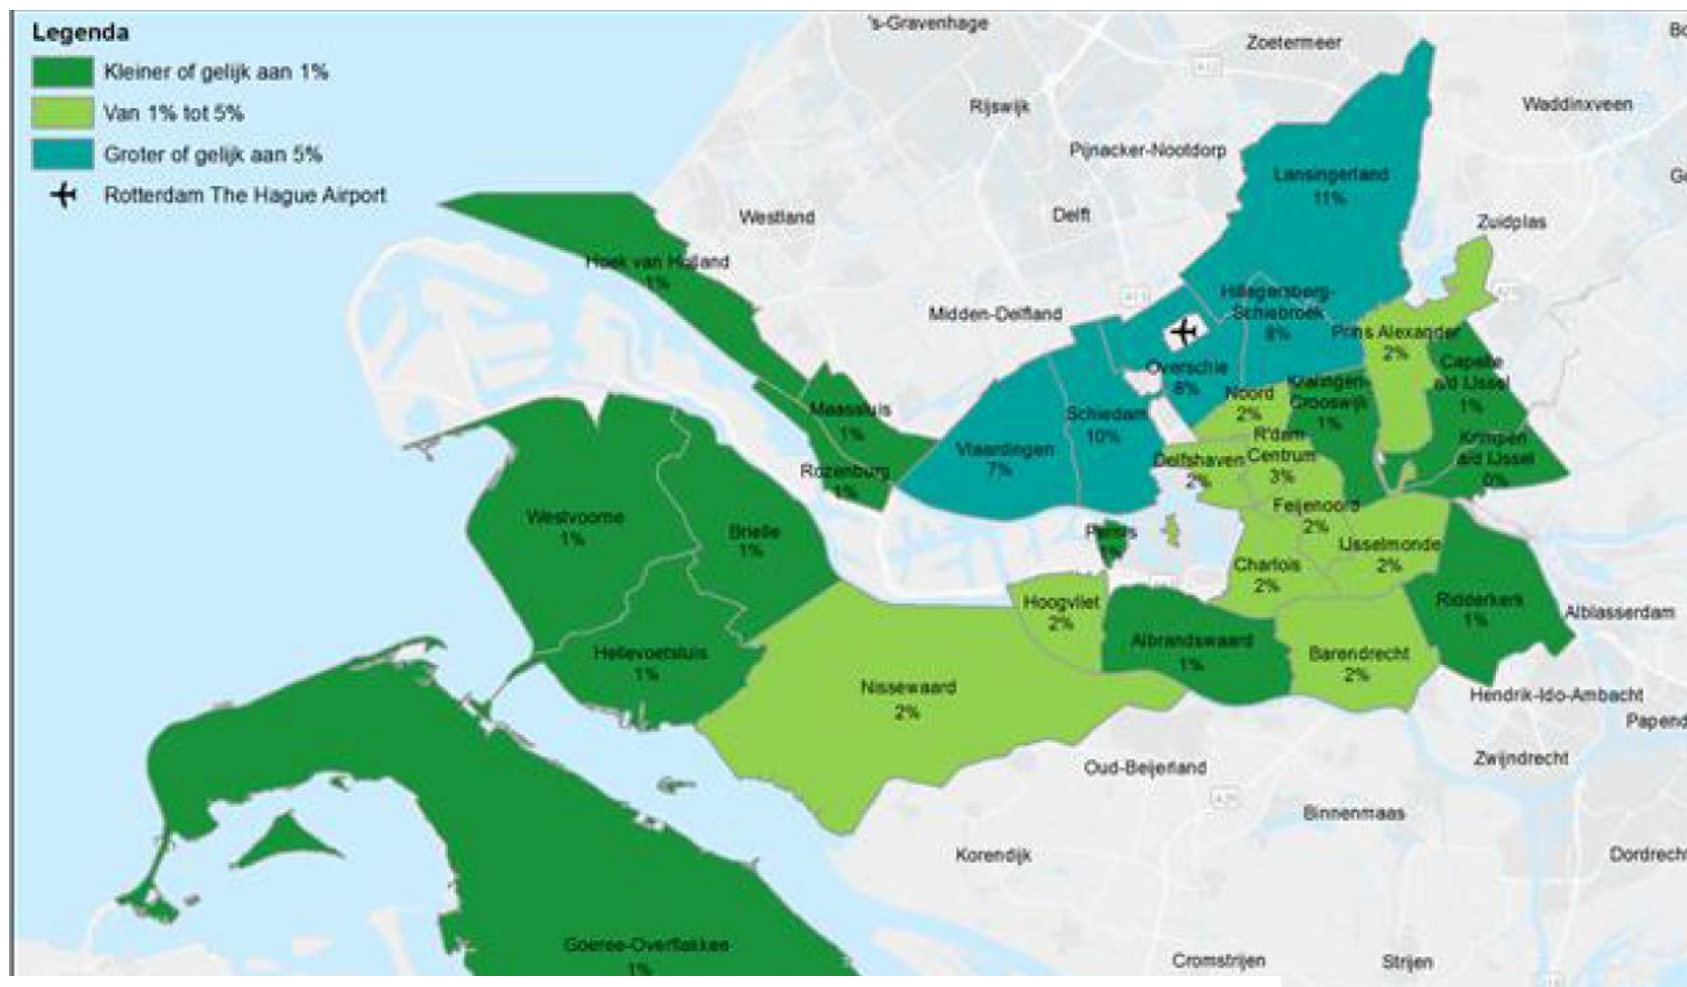 Legenda
Kleiner of gelijk aan 1%
Van 1% tot 5%
Groter of gelijk aan 5%
Rotterdam The Hague Airport
's-Gravenhage
Zoetermeer
Rijswijk
Waddinxveen
Pijnacker-Nootdorp
Lansingerland
11%
Westland
Delft
Zuidplas
Hoek van Holland
1%
Midden-Delfland
Hillegersberg-
Schiebroek
8%
Prins Alexander
2%
Overschie
8%
Capelle
a/d IJssel
1%
Noord
2%
Kralingen-
Crooswijk
1%
Maassluis
1%
Schiedam
10%
R'dam
Centrum
3%
Krimpen
a/d IJssel
0%
Vlaardingen
7%
Delfshaven
2%
Rozenburg
1%
Feijenoord
2%
Westvoorne
1%
Brielle
1%
Pernis
1%
IJsselmonde
2%
Charlois
2%
Hoogvliet
2%
Ridderkerk
1%
Alblasserdam
Albrandswaard
1%
Hellevoetsluis
1%
Barendrecht
2%
Nissewaard
2%
Hendrik-Ido-Ambacht
Papend
Oud-Beijerland
Zwijndrecht
Binnenmaas
Korendijk
Dordrecht
Goeree-Overflakkee
1%
Cromstrijen
Strijen